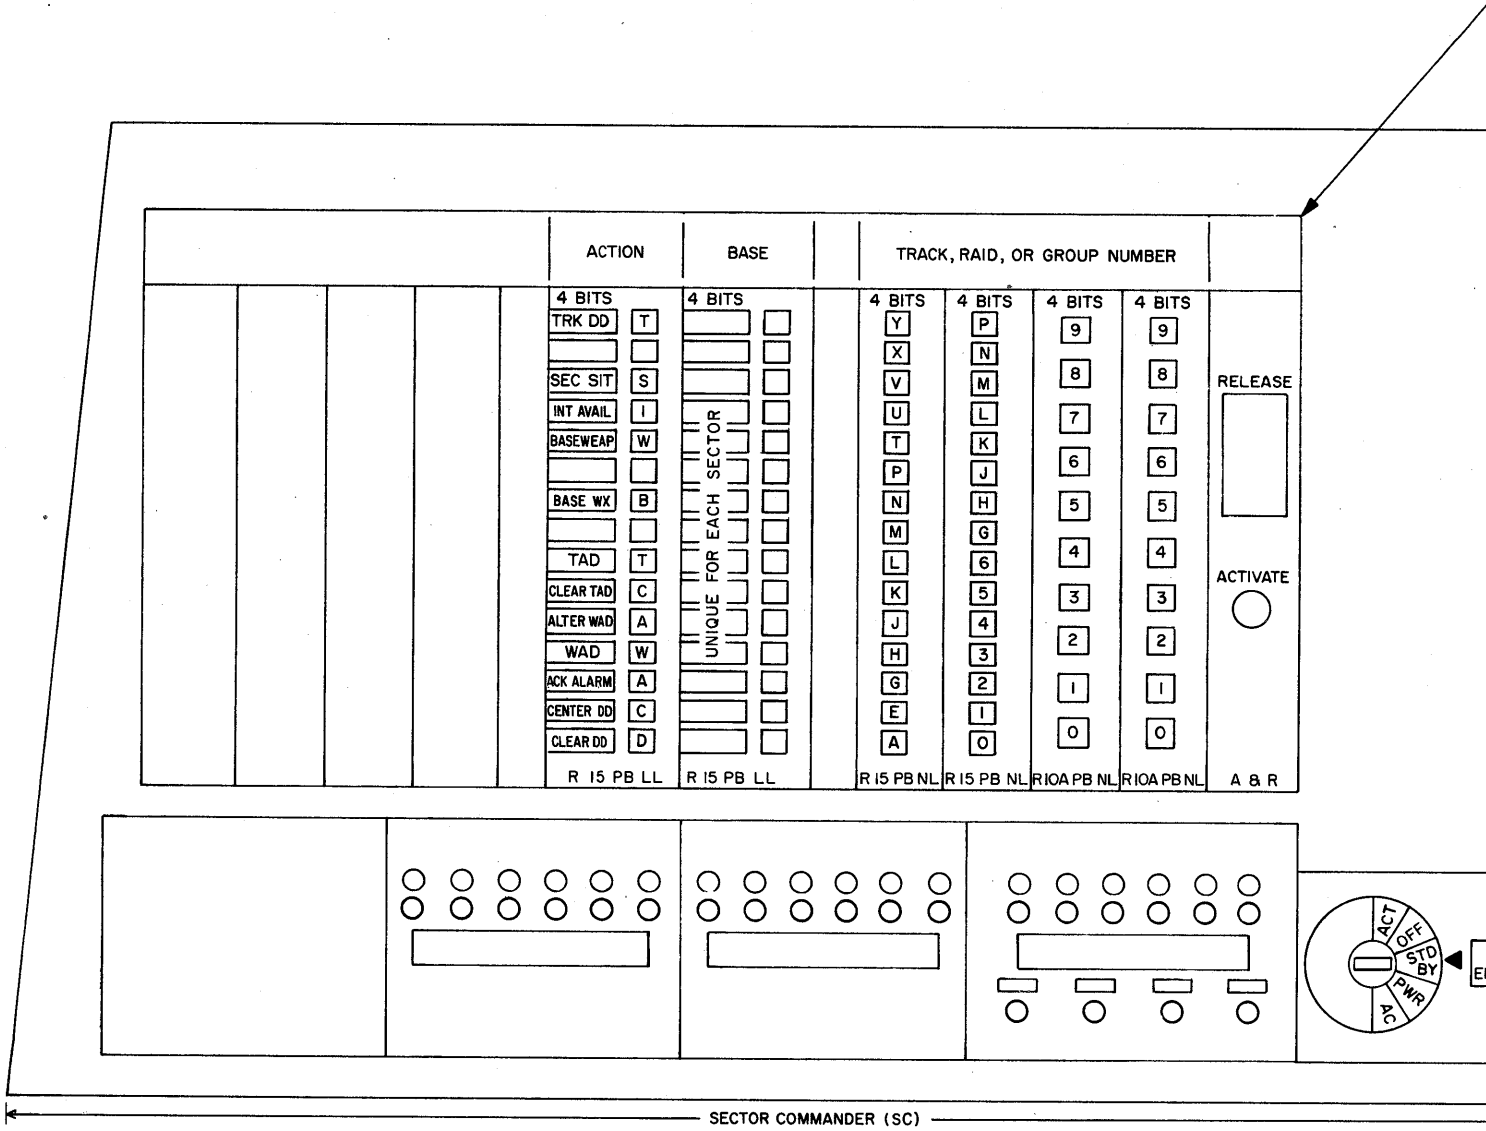 ACTION
BASE
TRACK, RAID, OR GROUP NUMBER
4 BITS
TRK DD T
SEC SIT S
INT AVAIL I
BASEWEAP W
BASE WX B
TAD T
CLEAR TAD C
ALTER WAD A
WAD W
ACK ALARM A
CENTER DD C
CLEAR DD D
R 15 PB LL
4 BITS
UNIQUE FOR EACH SECTOR
R 15 PB LL
4 BITS
Y
X
V
U
T
P
N
M
L
K
J
H
G
E
A
R 15 PB NL
4 BITS
P
N
M
L
K
J
H
G
6
5
4
3
2
1
0
R 15 PB NL
4 BITS
9
8
7
6
5
4
3
2
1
0
R 10A PB NL
4 BITS
9
8
7
6
5
4
3
2
1
0
R 10A PB NL
RELEASE
ACTIVATE
A & R
ACT
OFF
STD
BY
PWR
AC
SECTOR COMMANDER (SC)